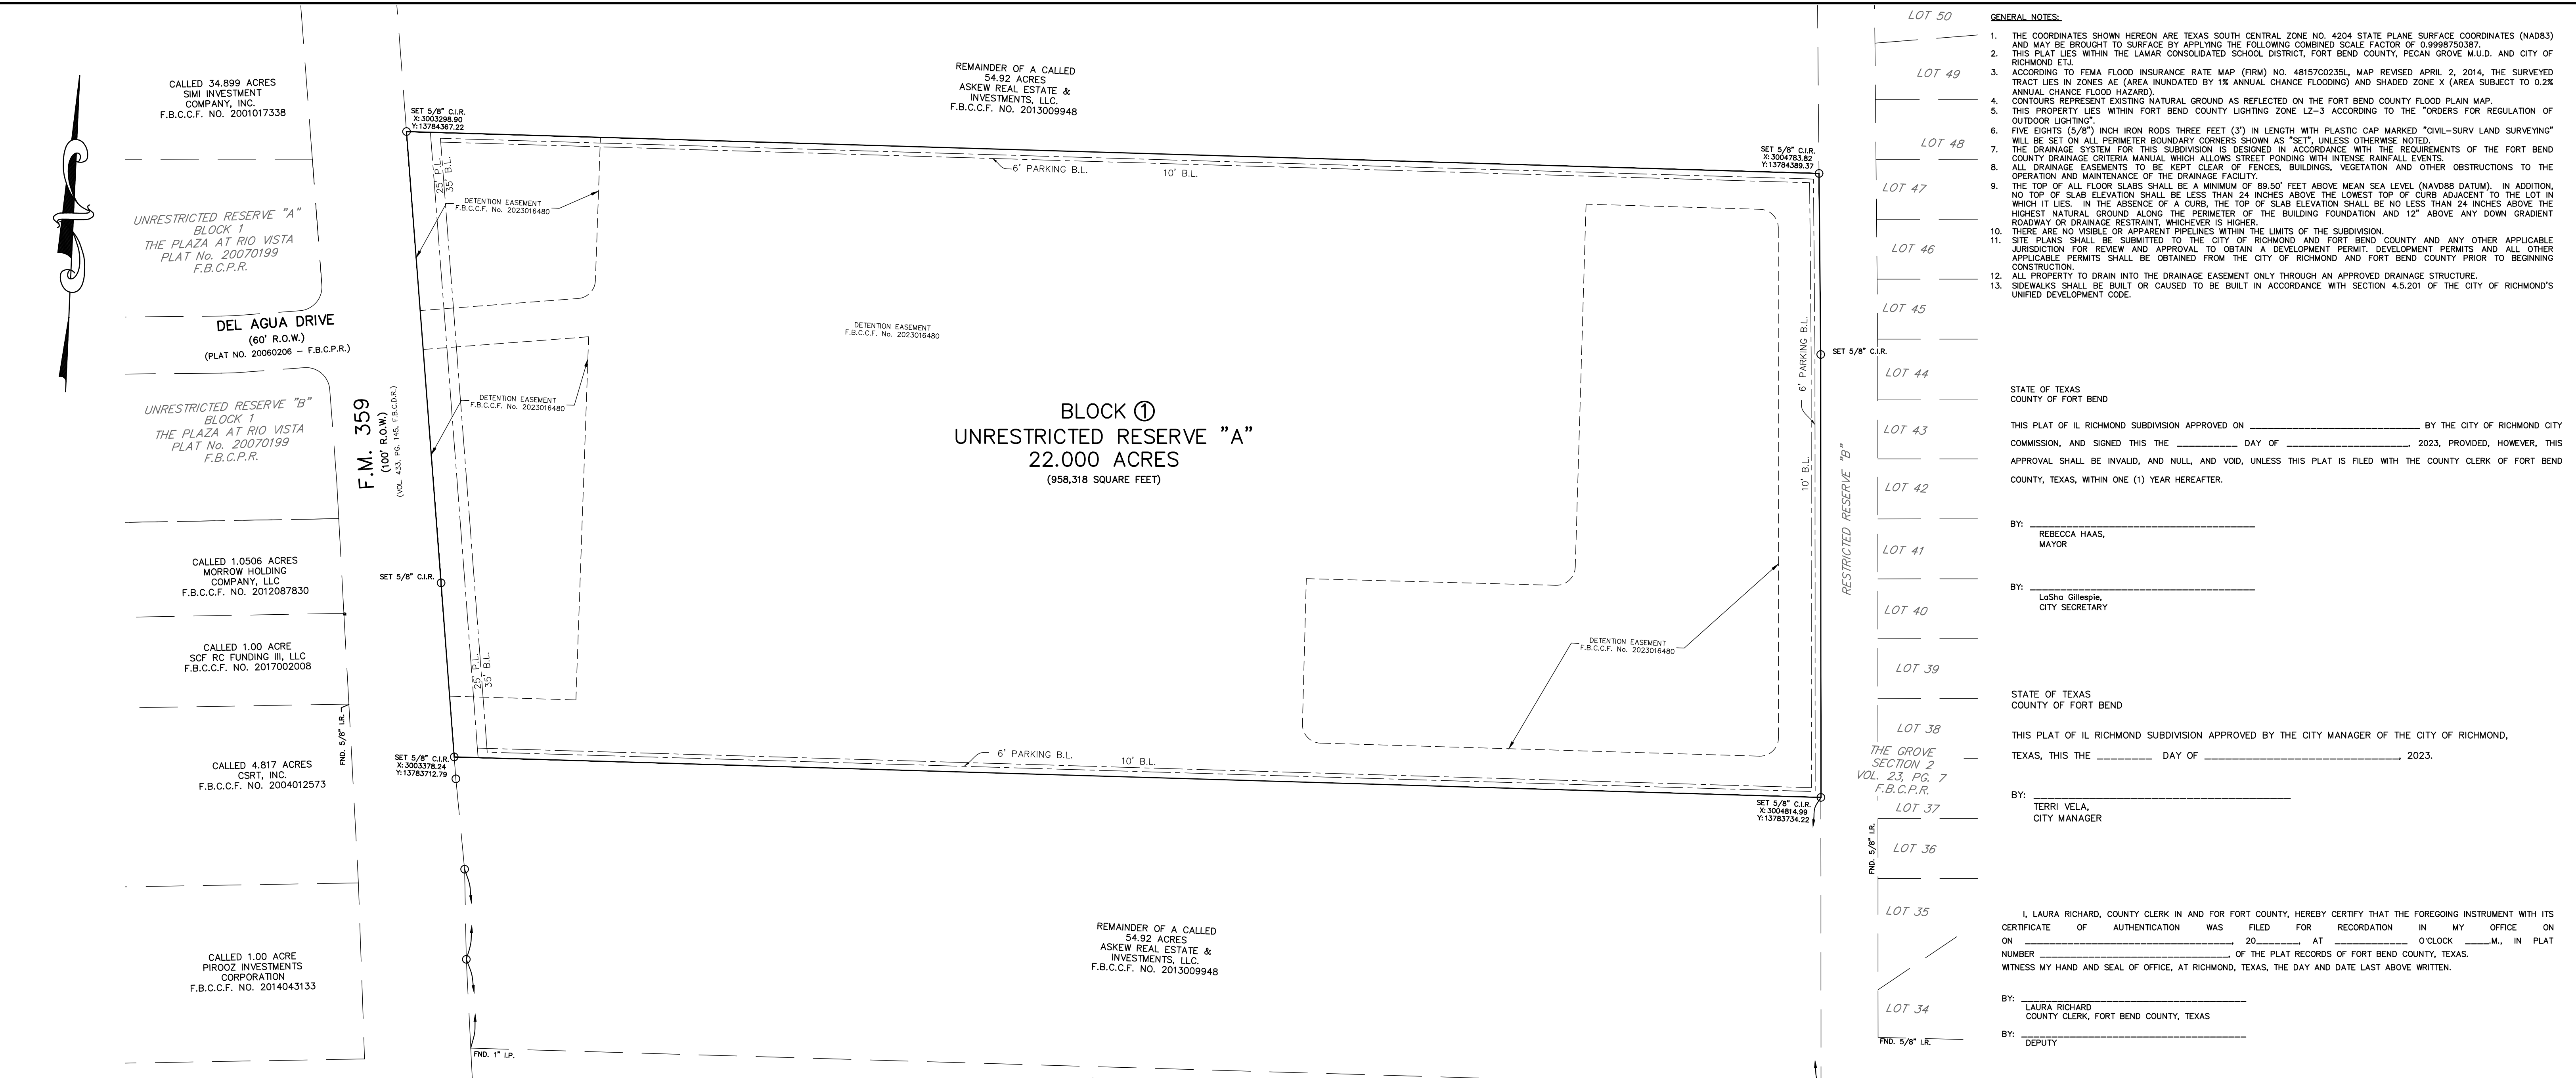 CALLED 34.899 ACRES
SIMI INVESTMENT
COMPANY, INC.
F.B.C.C.F. NO. 2001017338
UNRESTRICTED RESERVE "A"
BLOCK 1
THE PLAZA AT RIO VISTA
PLAT No. 20070199
F.B.C.P.R.
DEL AGUA DRIVE
(60' R.O.W.)
(PLAT NO. 20060206 - F.B.C.P.R.)
UNRESTRICTED RESERVE "B"
BLOCK 1
THE PLAZA AT RIO VISTA
PLAT No. 20070199
F.B.C.P.R.
CALLED 1.0506 ACRES
MORROW HOLDING
COMPANY, LLC
F.B.C.C.F. NO. 2012087830
CALLED 1.00 ACRE
SCF RC FUNDING III, LLC
F.B.C.C.F. NO. 2017002008
FND. 5/8" I.R.
CALLED 4.817 ACRES
CSRT, INC.
F.B.C.C.F. NO. 2004012573
CALLED 1.00 ACRE
PIROOZ INVESTMENTS
CORPORATION
F.B.C.C.F. NO. 2014043133
F.M. 359
(100' R.O.W.)
(VOL. 433, PG. 145, F.B.C.D.R.)
SET 5/8" C.I.R.
X: 3003298.90
Y: 13784367.22
25' P.L.
35' B.L.
DETENTION EASEMENT
F.B.C.C.F. No. 2023016480
DETENTION EASEMENT
F.B.C.C.F. No. 2023016480
SET 5/8" C.I.R.
25' P.L.
35' B.L.
SET 5/8" C.I.R.
X: 3003378.24
Y: 13783712.79
FND. 1" I.P.
REMAINDER OF A CALLED
54.92 ACRES
ASKEW REAL ESTATE &
INVESTMENTS, LLC.
F.B.C.C.F. NO. 2013009948
6' PARKING B.L.
10' B.L.
DETENTION EASEMENT
F.B.C.C.F. No. 2023016480
BLOCK 1
UNRESTRICTED RESERVE "A"
22.000 ACRES
(958,318 SQUARE FEET)
6' PARKING B.L.
10' B.L.
REMAINDER OF A CALLED
54.92 ACRES
ASKEW REAL ESTATE &
INVESTMENTS, LLC.
F.B.C.C.F. NO. 2013009948
SET 5/8" C.I.R.
X: 3004783.82
Y: 13784389.37
6' PARKING B.L.
10' B.L.
SET 5/8" C.I.R.
DETENTION EASEMENT
F.B.C.C.F. No. 2023016480
SET 5/8" C.I.R.
X: 3004814.99
Y: 13783734.22
RESTRICTED RESERVE "B"
LOT 50
LOT 49
LOT 48
LOT 47
LOT 46
LOT 45
LOT 44
LOT 43
LOT 42
LOT 41
LOT 40
LOT 39
LOT 38
THE GROVE
SECTION 2
VOL. 23, PG. 7
F.B.C.P.R.
LOT 37
FND. 5/8" I.R.
LOT 36
LOT 35
LOT 34
FND. 5/8" I.R.
GENERAL NOTES:
1. THE COORDINATES SHOWN HEREON ARE TEXAS SOUTH CENTRAL ZONE NO. 4204 STATE PLANE SURFACE COORDINATES (NAD83)
AND MAY BE BROUGHT TO SURFACE BY APPLYING THE FOLLOWING COMBINED SCALE FACTOR OF 0.9998750387.
2. THIS PLAT LIES WITHIN THE LAMAR CONSOLIDATED SCHOOL DISTRICT, FORT BEND COUNTY, PECAN GROVE M.U.D. AND CITY OF
RICHMOND ETJ.
3. ACCORDING TO FEMA FLOOD INSURANCE RATE MAP (FIRM) NO. 48157C0235L, MAP REVISED APRIL 2, 2014, THE SURVEYED
TRACT LIES IN ZONES AE (AREA INUNDATED BY 1% ANNUAL CHANCE FLOODING) AND SHADED ZONE X (AREA SUBJECT TO 0.2%
ANNUAL CHANCE FLOOD HAZARD).
4. CONTOURS REPRESENT EXISTING NATURAL GROUND AS REFLECTED ON THE FORT BEND COUNTY FLOOD PLAIN MAP.
5. THIS PROPERTY LIES WITHIN FORT BEND COUNTY LIGHTING ZONE LZ-3 ACCORDING TO THE "ORDERS FOR REGULATION OF
OUTDOOR LIGHTING".
6. FIVE EIGHTS (5/8") INCH IRON RODS THREE FEET (3') IN LENGTH WITH PLASTIC CAP MARKED "CIVIL-SURV LAND SURVEYING"
WILL BE SET ON ALL PERIMETER BOUNDARY CORNERS SHOWN AS "SET", UNLESS OTHERWISE NOTED.
7. THE DRAINAGE SYSTEM FOR THIS SUBDIVISION IS DESIGNED IN ACCORDANCE WITH THE REQUIREMENTS OF THE FORT BEND
COUNTY DRAINAGE CRITERIA MANUAL WHICH ALLOWS STREET PONDING WITH INTENSE RAINFALL EVENTS.
8. ALL DRAINAGE EASEMENTS TO BE KEPT CLEAR OF FENCES, BUILDINGS, VEGETATION AND OTHER OBSTRUCTIONS TO THE
OPERATION AND MAINTENANCE OF THE DRAINAGE FACILITY.
9. THE TOP OF ALL FLOOR SLABS SHALL BE A MINIMUM OF 89.50' FEET ABOVE MEAN SEA LEVEL (NAVD88 DATUM). IN ADDITION,
NO TOP OF SLAB ELEVATION SHALL BE LESS THAN 24 INCHES ABOVE THE LOWEST TOP OF CURB ADJACENT TO THE LOT IN
WHICH IT LIES. IN THE ABSENCE OF A CURB, THE TOP OF SLAB ELEVATION SHALL BE NO LESS THAN 24 INCHES ABOVE THE
HIGHEST NATURAL GROUND ALONG THE PERIMETER OF THE BUILDING FOUNDATION AND 12" ABOVE ANY DOWN GRADIENT
ROADWAY OR DRAINAGE RESTRAINT, WHICHEVER IS HIGHER.
10. THERE ARE NO VISIBLE OR APPARENT PIPELINES WITHIN THE LIMITS OF THE SUBDIVISION.
11. SITE PLANS SHALL BE SUBMITTED TO THE CITY OF RICHMOND AND FORT BEND COUNTY AND ANY OTHER APPLICABLE
JURISDICTION FOR REVIEW AND APPROVAL TO OBTAIN A DEVELOPMENT PERMIT. DEVELOPMENT PERMITS AND ALL OTHER
APPLICABLE PERMITS SHALL BE OBTAINED FROM THE CITY OF RICHMOND AND FORT BEND COUNTY PRIOR TO BEGINNING
CONSTRUCTION.
12. ALL PROPERTY TO DRAIN INTO THE DRAINAGE EASEMENT ONLY THROUGH AN APPROVED DRAINAGE STRUCTURE.
13. SIDEWALKS SHALL BE BUILT OR CAUSED TO BE BUILT IN ACCORDANCE WITH SECTION 4.5.201 OF THE CITY OF RICHMOND'S
UNIFIED DEVELOPMENT CODE.
STATE OF TEXAS
COUNTY OF FORT BEND
THIS PLAT OF IL RICHMOND SUBDIVISION APPROVED ON ____________________________ BY THE CITY OF RICHMOND CITY
COMMISSION, AND SIGNED THIS THE __________ DAY OF ____________________, 2023, PROVIDED, HOWEVER, THIS
APPROVAL SHALL BE INVALID, AND NULL, AND VOID, UNLESS THIS PLAT IS FILED WITH THE COUNTY CLERK OF FORT BEND
COUNTY, TEXAS, WITHIN ONE (1) YEAR HEREAFTER.
BY: ____________________
REBECCA HAAS,
MAYOR
BY: ____________________
LaSha Gillespie,
CITY SECRETARY
STATE OF TEXAS
COUNTY OF FORT BEND
THIS PLAT OF IL RICHMOND SUBDIVISION APPROVED BY THE CITY MANAGER OF THE CITY OF RICHMOND,
TEXAS, THIS THE _________ DAY OF ____________________, 2023.
BY: ____________________
TERRI VELA,
CITY MANAGER
I, LAURA RICHARD, COUNTY CLERK IN AND FOR FORT COUNTY, HEREBY CERTIFY THAT THE FOREGOING INSTRUMENT WITH ITS
CERTIFICATE OF AUTHENTICATION WAS FILED FOR RECORDATION IN MY OFFICE ON
ON ____________________, 20_______, AT ____________ O'CLOCK ____.M., IN PLAT
NUMBER ____________________, OF THE PLAT RECORDS OF FORT BEND COUNTY, TEXAS.
WITNESS MY HAND AND SEAL OF OFFICE, AT RICHMOND, TEXAS, THE DAY AND DATE LAST ABOVE WRITTEN.
BY: ____________________
LAURA RICHARD
COUNTY CLERK, FORT BEND COUNTY, TEXAS
BY: ____________________
DEPUTY